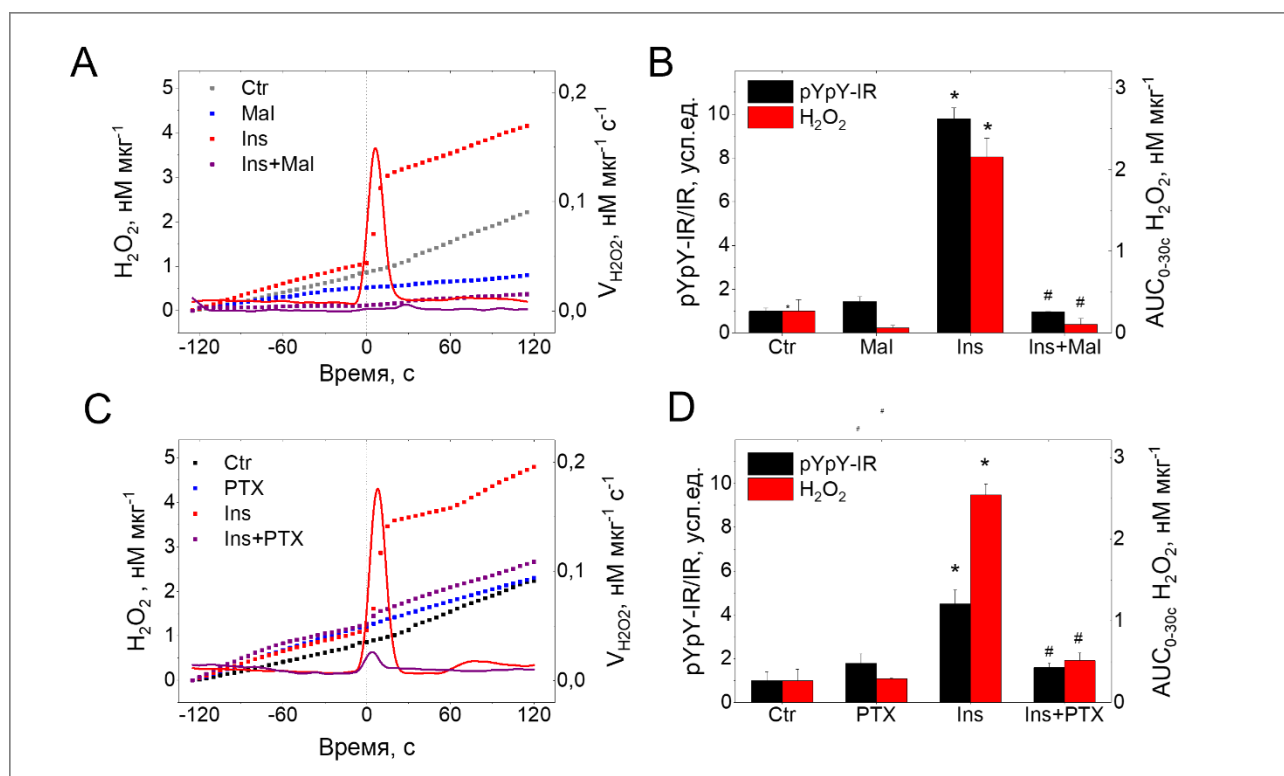 A
Ctr
Mal
Ins
Ins+Mal
H₂O₂, нМ мкг⁻¹
5
4
3
2
1
0
0,2
0,1
0,0
V_H2O2, нМ мкг⁻¹ с⁻¹
-120 -60 0 60 120
Время, с
B
pYpY-IR
H₂O₂
pYpY-IR/IR, усл.ед.
10
8
6
4
2
0
* * # #
3
2
1
0
AUC₀₋₃₀c H₂O₂, нМ мкг⁻¹
Ctr Mal Ins Ins+Mal
C
Ctr
PTX
Ins
Ins+PTX
H₂O₂, нМ мкг⁻¹
5
4
3
2
1
0
0,2
0,1
0,0
V_H2O2, нМ мкг⁻¹ с⁻¹
-120 -60 0 60 120
Время, с
D
# #
pYpY-IR
H₂O₂
pYpY-IR/IR, усл.ед.
10
8
6
4
2
0
* * # #
3
2
1
0
AUC₀₋₃₀c H₂O₂, нМ мкг⁻¹
Ctr PTX Ins Ins+PTX